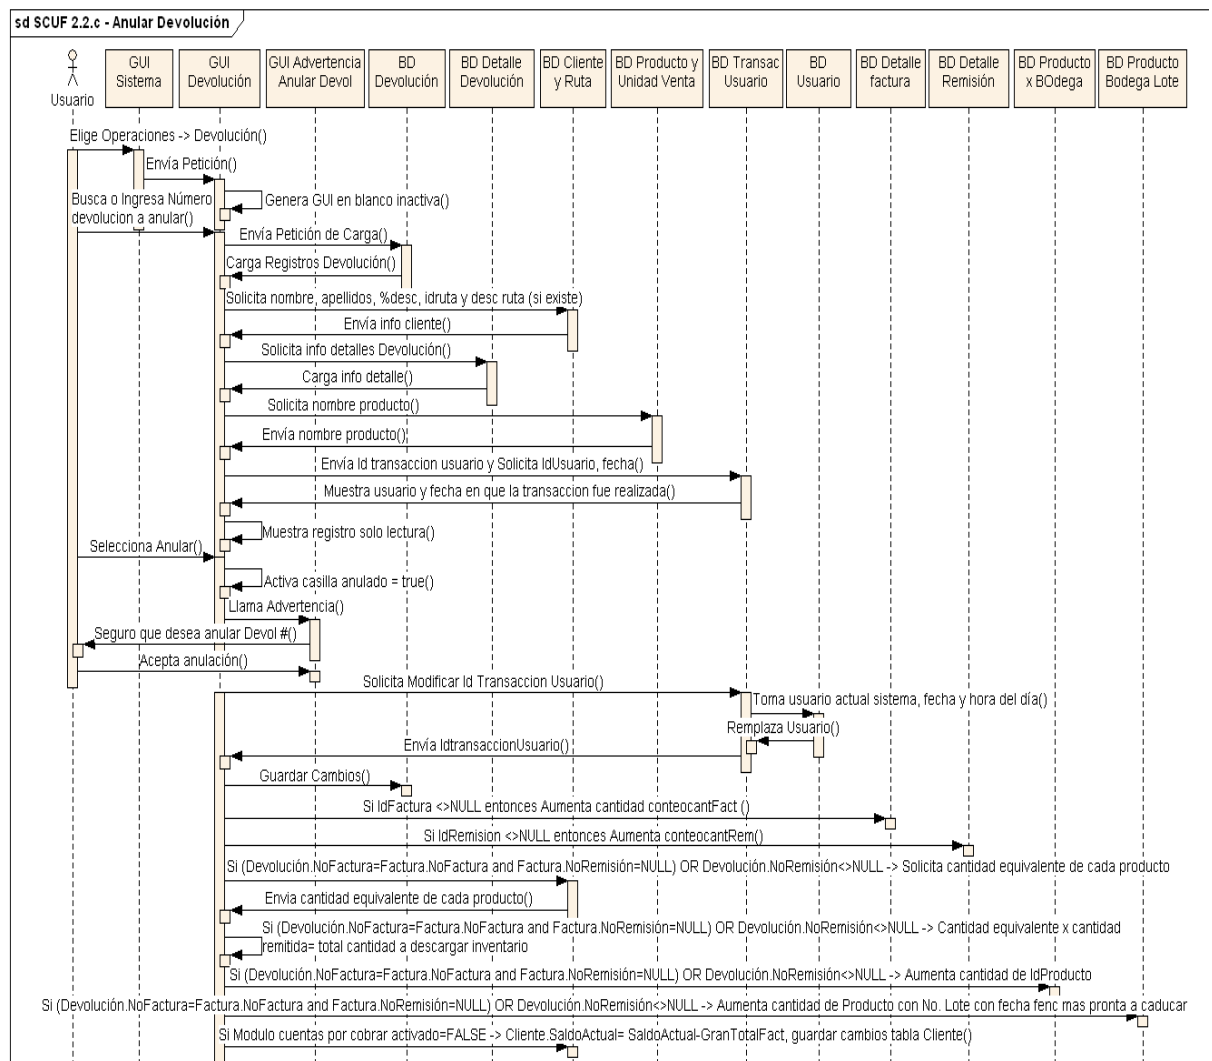 sd SCUF 2.2.c - Anular Devolución
Usuario
GUI
Sistema
GUI
Devolución
GUI Advertencia
Anular Devol
BD
Devolución
BD Detalle
Devolución
BD Cliente
y Ruta
BD Producto y
Unidad Venta
BD Transac
Usuario
BD
Usuario
BD Detalle
factura
BD Detalle
Remisión
BD Producto
x BOdega
BD Producto
Bodega Lote
Elige Operaciones -> Devolución()
Envía Petición()
Busca o Ingresa Número
devolucion a anular()
Genera GUI en blanco inactiva()
Envía Petición de Carga()
Carga Registros Devolución()
Solicita nombre, apellidos, %desc, idruta y desc ruta (si existe)
Envía info cliente()
Solicita info detalles Devolución()
Carga info detalle()
Solicita nombre producto()
Envía nombre producto()
Envía Id transaccion usuario y Solicita IdUsuario, fecha()
Muestra usuario y fecha en que la transaccion fue realizada()
Muestra registro solo lectura()
Selecciona Anular()
Activa casilla anulado = true()
Llama Advertencia()
Seguro que desea anular Devol #()
Acepta anulación()
Solicita Modificar Id Transaccion Usuario()
Toma usuario actual sistema, fecha y hora del día()
Remplaza Usuario()
Envía IdtransaccionUsuario()
Guardar Cambios()
Si IdFactura <>NULL entonces Aumenta cantidad conteocantFact ()
Si IdRemision <>NULL entonces Aumenta conteocantRem()
Si (Devolución.NoFactura=Factura.NoFactura and Factura.NoRemisión=NULL) OR Devolución.NoRemisión<>NULL -> Solicita cantidad equivalente de cada producto
Envia cantidad equivalente de cada producto()
Si (Devolución.NoFactura=Factura.NoFactura and Factura.NoRemisión=NULL) OR Devolución.NoRemisión<>NULL -> Cantidad equivalente x cantidad
remitida= total cantidad a descargar inventario
Si (Devolución.NoFactura=Factura.NoFactura and Factura.NoRemisión=NULL) OR Devolución.NoRemisión<>NULL -> Aumenta cantidad de IdProducto
Si (Devolución.NoFactura=Factura.NoFactura and Factura.NoRemisión=NULL) OR Devolución.NoRemisión<>NULL -> Aumenta cantidad de Producto con No. Lote con fecha fenc mas pronta a caducar
Si Modulo cuentas por cobrar activado=FALSE -> Cliente.SaldoActual= SaldoActual-GranTotalFact, guardar cambios tabla Cliente()